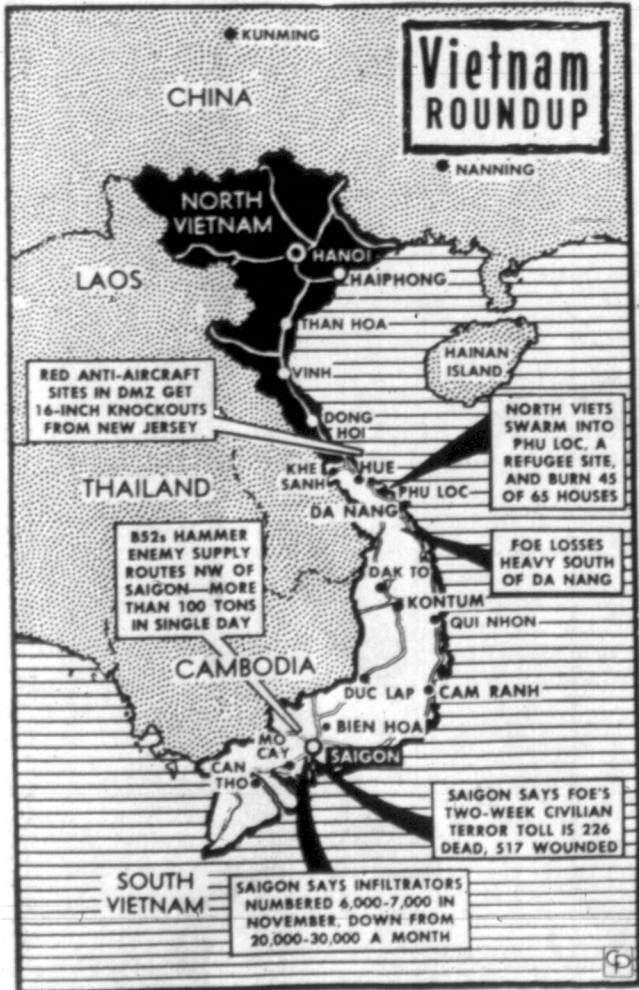 Vietnam
ROUNDUP
KUNMING
CHINA
NANNING
NORTH
VIETNAM
HANOI
HAIPHONG
LAOS
THAN HOA
HAINAN
ISLAND
VINH
RED ANTI-AIRCRAFT
SITES IN DMZ GET
16-INCH KNOCKOUTS
FROM NEW JERSEY
DONG
HOI
NORTH VIETS
SWARM INTO
PHU LOC, A
REFUGEE SITE,
AND BURN 45
OF 65 HOUSES
KHE
SANH
HUE
PHU LOC
THAILAND
DA NANG
B52s HAMMER
ENEMY SUPPLY
ROUTES NW OF
SAIGON—MORE
THAN 100 TONS
IN SINGLE DAY
FOE LOSSES
HEAVY SOUTH
OF DA NANG
DAK TO
KONTUM
QUI NHON
CAMBODIA
DUC LAP
CAM RANH
BIEN HOA
MO
CAY
SAIGON
CAN
THO
SAIGON SAYS FOE'S
TWO-WEEK CIVILIAN
TERROR TOLL IS 226
DEAD, 517 WOUNDED
SOUTH
VIETNAM
SAIGON SAYS INFILTRATORS
NUMBERED 6,000-7,000 IN
NOVEMBER, DOWN FROM
20,000-30,000 A MONTH
CP